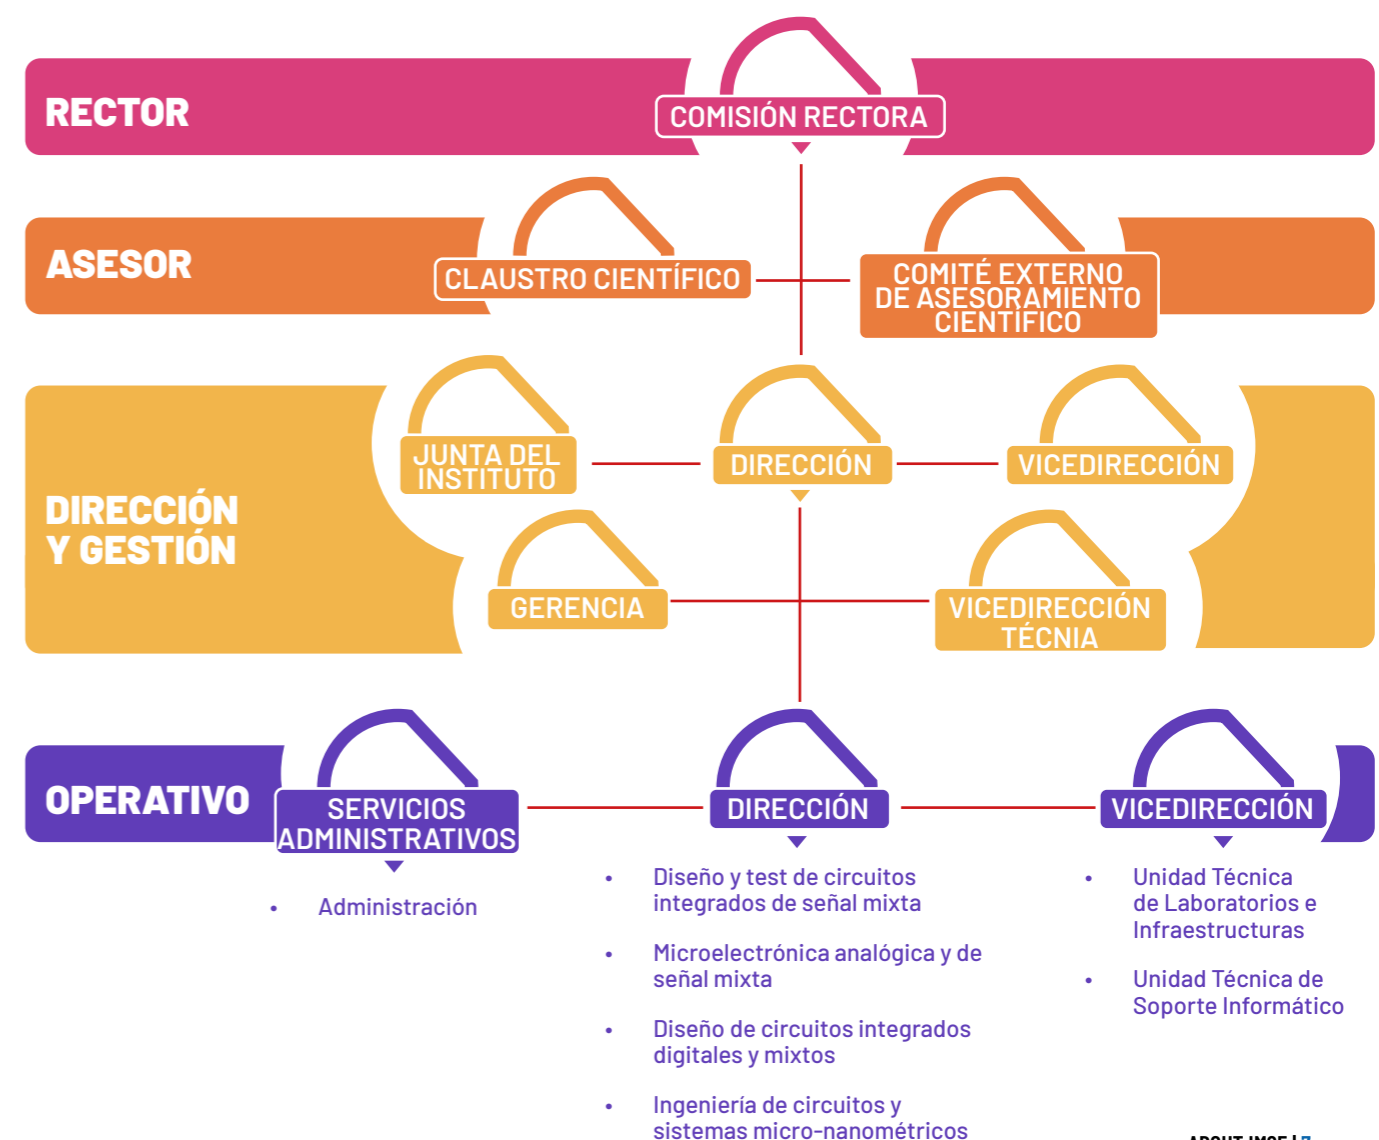 RECTOR
COMISIÓN RECTORA
ASESOR
CLAUSTRO CIENTÍFICO
COMITÉ EXTERNO
DE ASESORAMIENTO
CIENTÍFICO
DIRECCIÓN
Y GESTIÓN
JUNTA DEL
INSTITUTO
DIRECCIÓN
VICEDIRECCIÓN
GERENCIA
VICEDIRECCIÓN
TÉCNIA
OPERATIVO
SERVICIOS
ADMINISTRATIVOS
• Administración
DIRECCIÓN
• Diseño y test de circuitos
integrados de señal mixta
• Microelectrónica analógica y de
señal mixta
• Diseño de circuitos integrados
digitales y mixtos
• Ingeniería de circuitos y
sistemas micro-nanométricos
VICEDIRECCIÓN
• Unidad Técnica
de Laboratorios e
Infraestructuras
• Unidad Técnica de
Soporte Informático